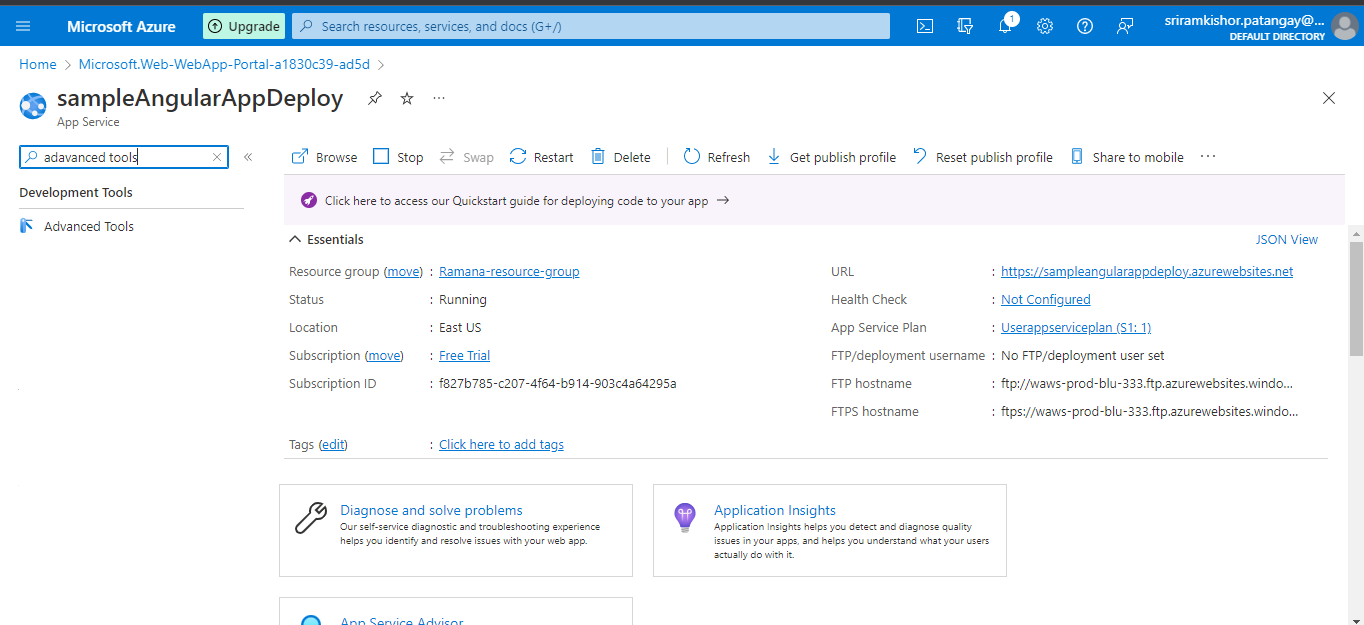 Microsoft Azure
Upgrade
Search resources, services, and docs (G+/)
1
sriramkishor.patangay@...
DEFAULT DIRECTORY
Home > Microsoft.Web-WebApp-Portal-a1830c39-ad5d >
sampleAngularAppDeploy
...
App Service
adavanced tools
Development Tools
Advanced Tools
Browse
Stop
Swap
Restart
Delete
Refresh
Get publish profile
Reset publish profile
Share to mobile
...
Click here to access our Quickstart guide for deploying code to your app →
Essentials
JSON View
Resource group (move) : Ramana-resource-group
Status : Running
Location : East US
Subscription (move) : Free Trial
Subscription ID : f827b785-c207-4f64-b914-903c4a64295a
URL : https://sampleangularappdeploy.azurewebsites.net
Health Check : Not Configured
App Service Plan : Userappserviceplan (S1: 1)
FTP/deployment username : No FTP/deployment user set
FTP hostname : ftp://waws-prod-blu-333.ftp.azurewebsites.windo...
FTPS hostname : ftps://waws-prod-blu-333.ftp.azurewebsites.windo...
Tags (edit) : Click here to add tags
Diagnose and solve problems
Our self-service diagnostic and troubleshooting experience
helps you identify and resolve issues with your web app.
Application Insights
Application Insights helps you detect and diagnose quality
issues in your apps, and helps you understand what your users
actually do with it.
App Service Advisor